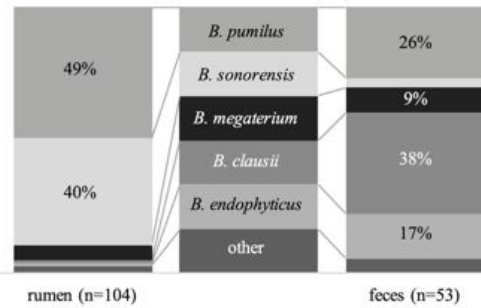 49%
40%
rumen (n=104)
B. pumilus
B. sonorensis
B. megaterium
B. clausii
B. endophyticus
other
26%
9%
38%
17%
feces (n=53)